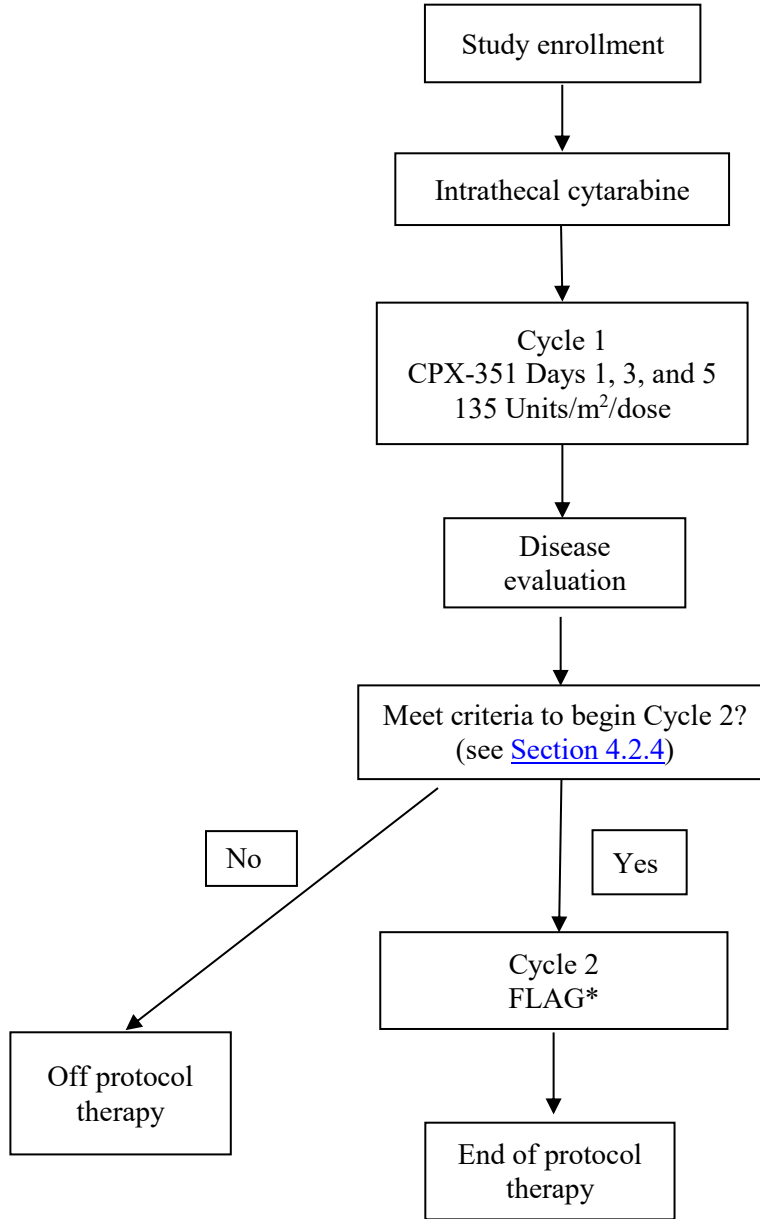 Study enrollment
Intrathecal cytarabine
Cycle 1
CPX-351 Days 1, 3, and 5
135 Units/m²/dose
Disease
evaluation
Meet criteria to begin Cycle 2?
(see Section 4.2.4)
No
Yes
Cycle 2
FLAG*
Off protocol
therapy
End of protocol
therapy